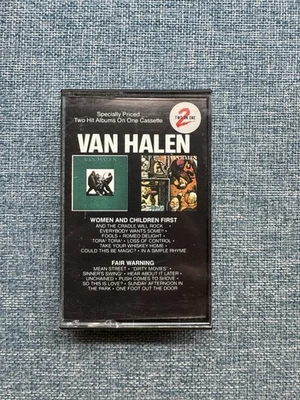 Specially Priced
Two Hit Albums On One Cassette
2
TWO ON ONE
VAN HALEN
VAN HALEN
VAN HALEN
WOMEN AND CHILDREN FIRST
AND THE CRADLE WILL ROCK...
EVERYBODY WANTS SOME!!
FOOLS • ROMEO DELIGHT •
TORA! TORA! • LOSS OF CONTROL •
TAKE YOUR WHISKEY HOME •
COULD THIS BE MAGIC? • IN A SIMPLE RHYME
FAIR WARNING
MEAN STREET • "DIRTY MOVIES" •
SINNER'S SWING! • HEAR ABOUT IT LATER •
UNCHAINED • PUSH COMES TO SHOVE •
SO THIS IS LOVE? • SUNDAY AFTERNOON IN
THE PARK • ONE FOOT OUT THE DOOR